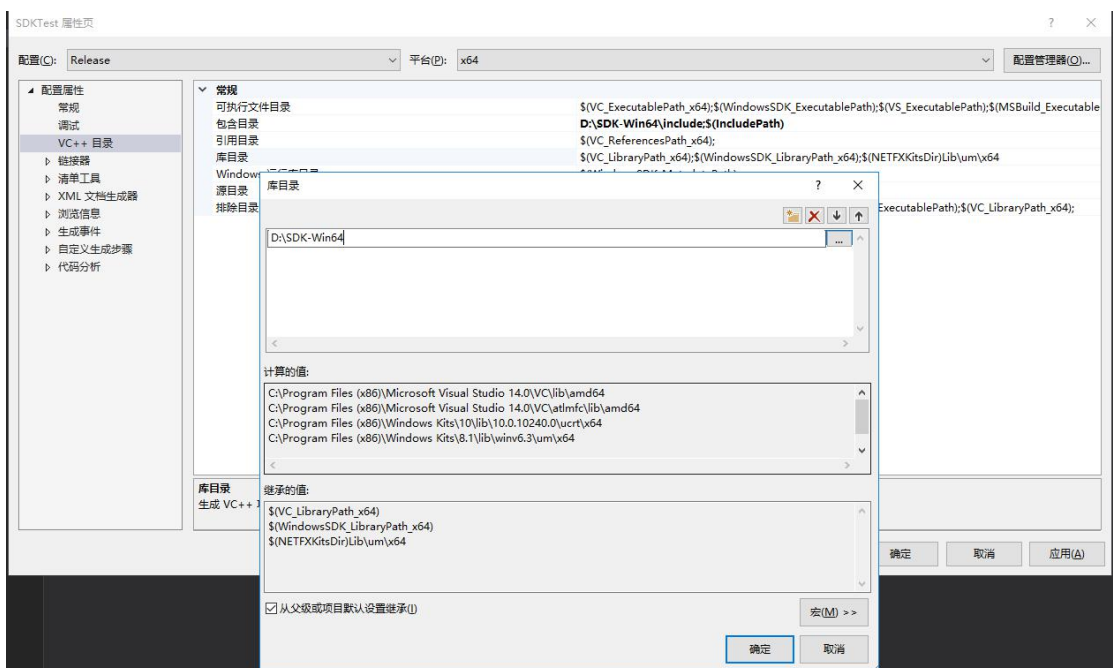 SDKTest 属性页
? ×
配置(C): Release 平台(P): x64 配置管理器(O)...
配置属性
常规
调试
VC++ 目录
链接器
清单工具
XML 文档生成器
浏览信息
生成事件
自定义生成步骤
代码分析
常规
可执行文件目录 $(VC_ExecutablePath_x64);$(WindowsSDK_ExecutablePath);$(VS_ExecutablePath);$(MSBuild_Executable
包含目录 D:\SDK-Win64\include;$(IncludePath)
引用目录 $(VC_ReferencesPath_x64);
库目录 $(VC_LibraryPath_x64);$(WindowsSDK_LibraryPath_x64);$(NETFXKitsDir)Lib\um\x64
Window
源目录
排除目录 ExecutablePath);$(VC_LibraryPath_x64);
库目录 ? ×
D:\SDK-Win64 ...
计算的值:
C:\Program Files (x86)\Microsoft Visual Studio 14.0\VC\lib\amd64
C:\Program Files (x86)\Microsoft Visual Studio 14.0\VC\atlmfc\lib\amd64
C:\Program Files (x86)\Windows Kits\10\lib\10.0.10240.0\ucrt\x64
C:\Program Files (x86)\Windows Kits\8.1\lib\winv6.3\um\x64
继承的值:
$(VC_LibraryPath_x64)
$(WindowsSDK_LibraryPath_x64)
$(NETFXKitsDir)Lib\um\x64
从父级或项目默认设置继承(I)
宏(M) >>
确定 取消
库目录
生成 VC++
确定 取消 应用(A)